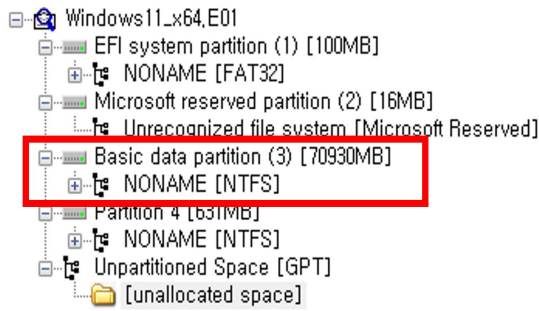 Windows11_x64,E01
EFI system partition (1) [100MB]
NONAME [FAT32]
Microsoft reserved partition (2) [16MB]
Unrecognized file system [Microsoft Reserved]
Basic data partition (3) [70930MB]
NONAME [NTFS]
Partition 4 [631MB]
NONAME [NTFS]
Unpartitioned Space [GPT]
[unallocated space]